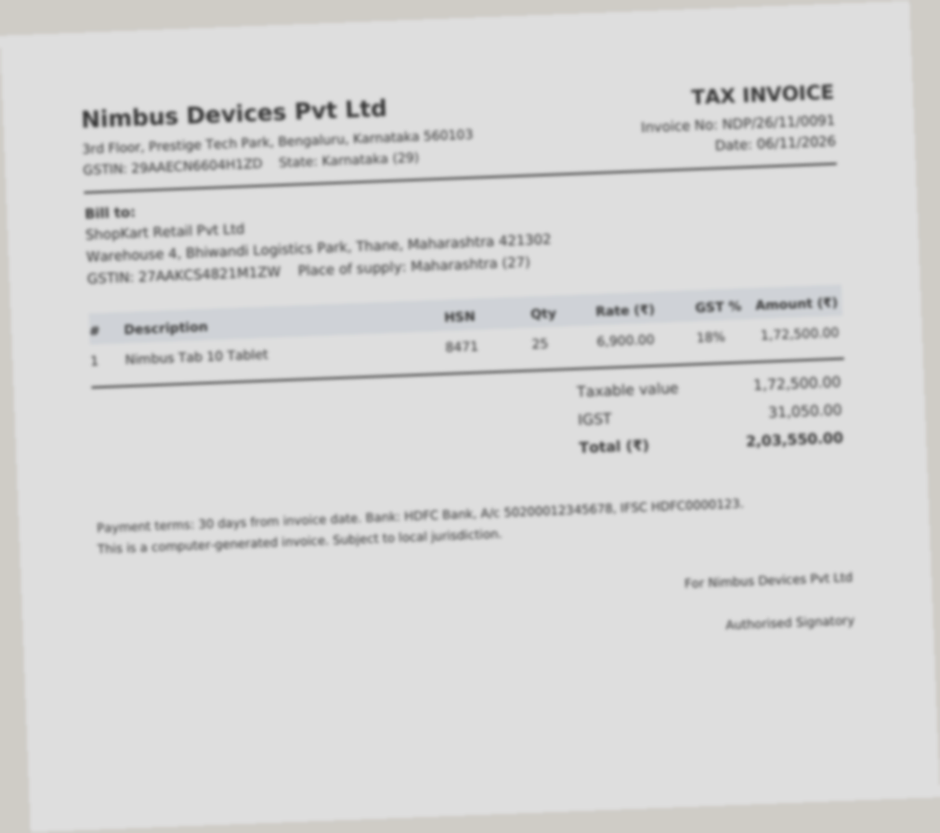 Nimbus Devices Pvt Ltd
3rd Floor, Prestige Tech Park, Bengaluru, Karnataka 560103
GSTIN: 29AAECN6604H1ZD State: Karnataka (29)
TAX INVOICE
Invoice No: NDP/26/11/0091
Date: 06/11/2026
Bill to:
ShopKart Retail Pvt Ltd
Warehouse 4, Bhiwandi Logistics Park, Thane, Maharashtra 421302
GSTIN: 27AAKCS4821M1ZW Place of supply: Maharashtra (27)
# Description HSN Qty Rate (₹) GST % Amount (₹)
1 Nimbus Tab 10 Tablet 8471 25 6,900.00 18% 1,72,500.00
Taxable value 1,72,500.00
IGST 31,050.00
Total (₹) 2,03,550.00
Payment terms: 30 days from invoice date. Bank: HDFC Bank, A/c 50200012345678, IFSC HDFC0000123.
This is a computer-generated invoice. Subject to local jurisdiction.
For Nimbus Devices Pvt Ltd
Authorised Signatory